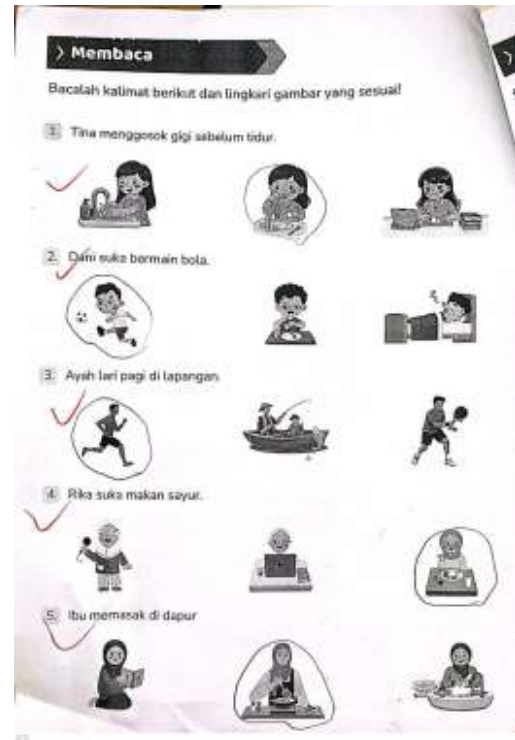 Membaca
Bacalah kalimat berikut dan lingkari gambar yang sesuai!
1. Tina menggosok gigi sebelum tidur.
2. Dani suka bermain bola.
3. Ayah lari pagi di lapangan.
4. Rika suka makan sayur.
5. Ibu memasak di dapur